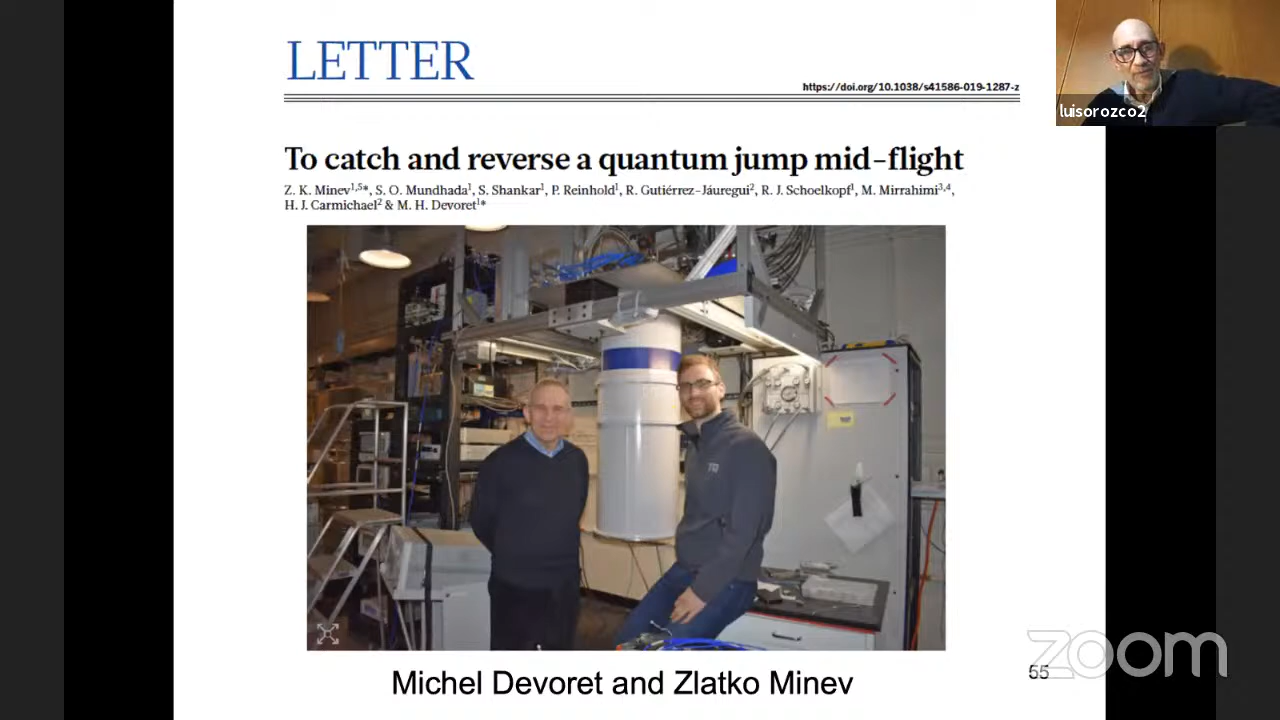 LETTER
https://doi.org/10.1038/s41586-019-1287-z
To catch and reverse a quantum jump mid-flight
Z. K. Minev1,5*, S. O. Mundhada1, S. Shankar1, P. Reinhold1, R. Gutiérrez-Jáuregui2, R. J. Schoelkopf1, M. Mirrahimi3,4,
H. J. Carmichael2 & M. H. Devoret1*
Michel Devoret and Zlatko Minev
55
zoom
luisorozco2